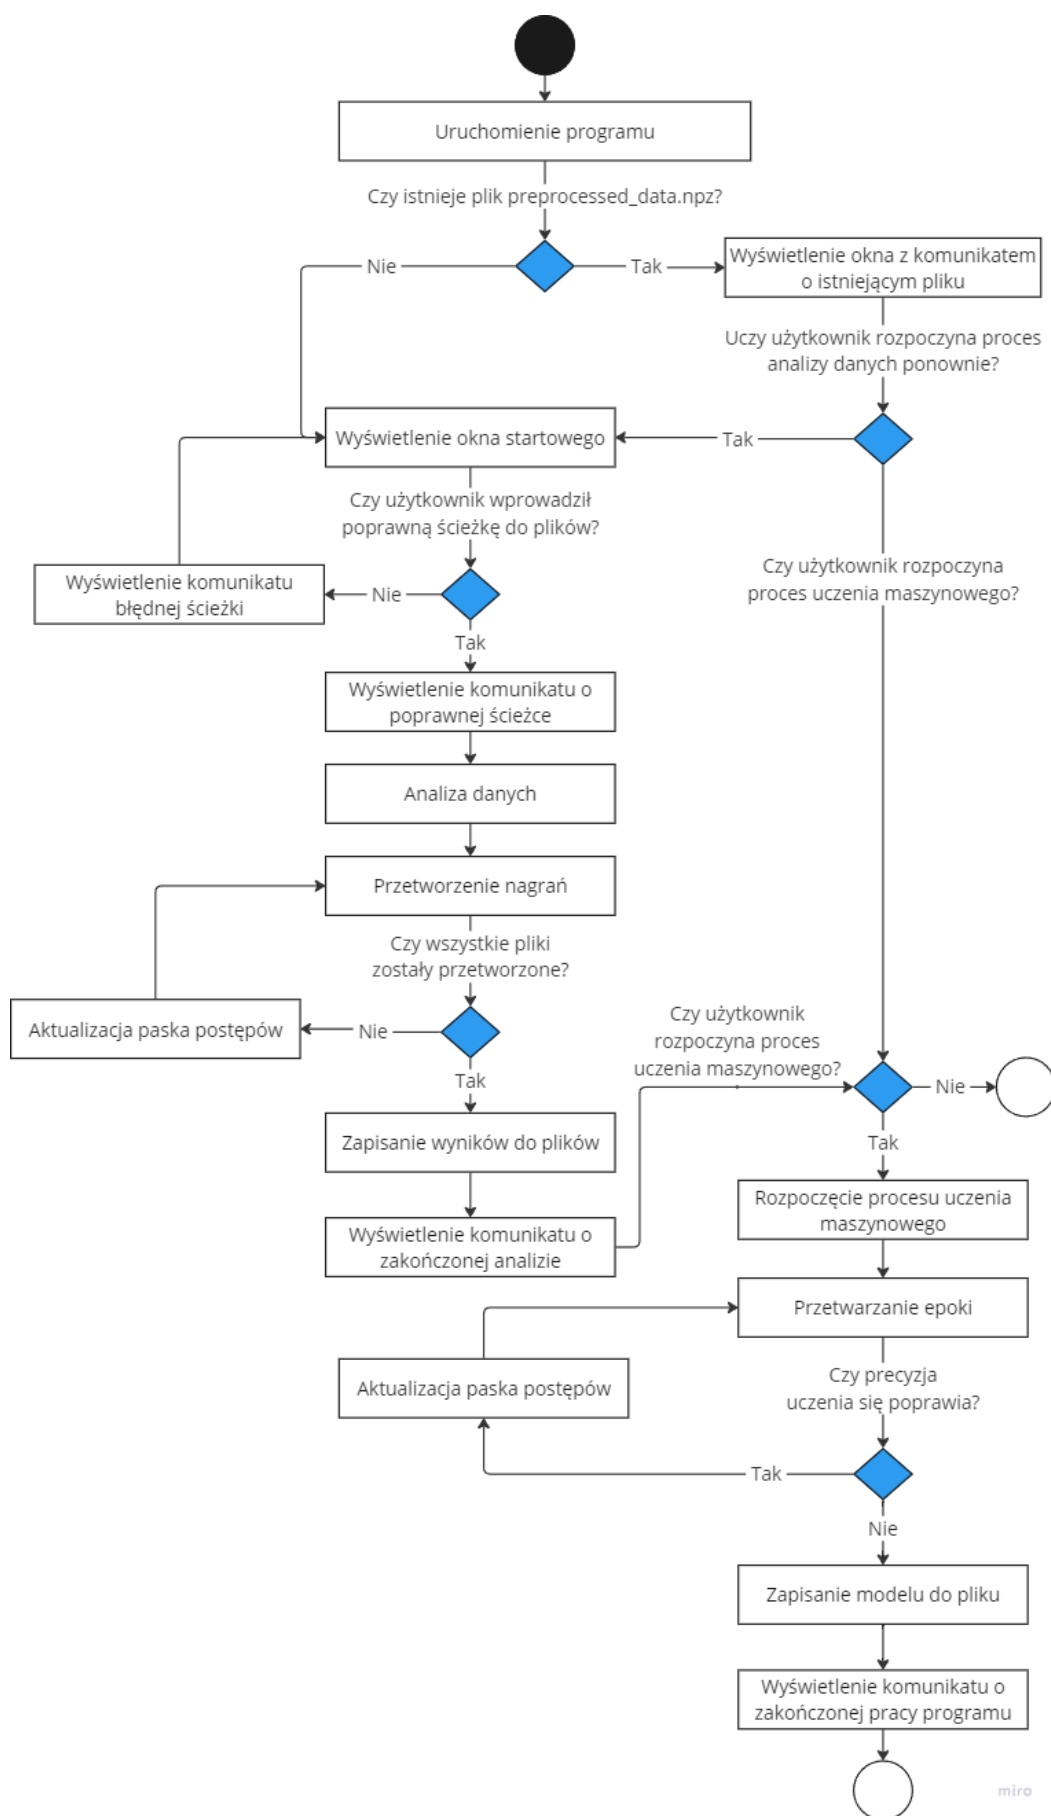 Uruchomienie programu
Czy istnieje plik preprocessed_data.npz?
Nie
Tak
Wyświetlenie okna z komunikatem
o istniejącym pliku
Uczy użytkownik rozpoczyna proces
analizy danych ponownie?
Wyświetlenie okna startowego
Tak
Czy użytkownik wprowadził
poprawną ścieżkę do plików?
Wyświetlenie komunikatu
błędnej ścieżki
Nie
Czy użytkownik rozpoczyna
proces uczenia maszynowego?
Tak
Wyświetlenie komunikatu o
poprawnej ścieżce
Analiza danych
Przetworzenie nagrań
Czy wszystkie pliki
zostały przetworzone?
Aktualizacja paska postępów
Nie
Czy użytkownik
rozpoczyna proces
uczenia maszynowego?
Nie
Tak
Tak
Zapisanie wyników do plików
Rozpoczęcie procesu uczenia
maszynowego
Wyświetlenie komunikatu o
zakończonej analizie
Przetwarzanie epoki
Aktualizacja paska postępów
Czy precyzja
uczenia się poprawia?
Tak
Nie
Zapisanie modelu do pliku
Wyświetlenie komunikatu o
zakończonej pracy programu
miro